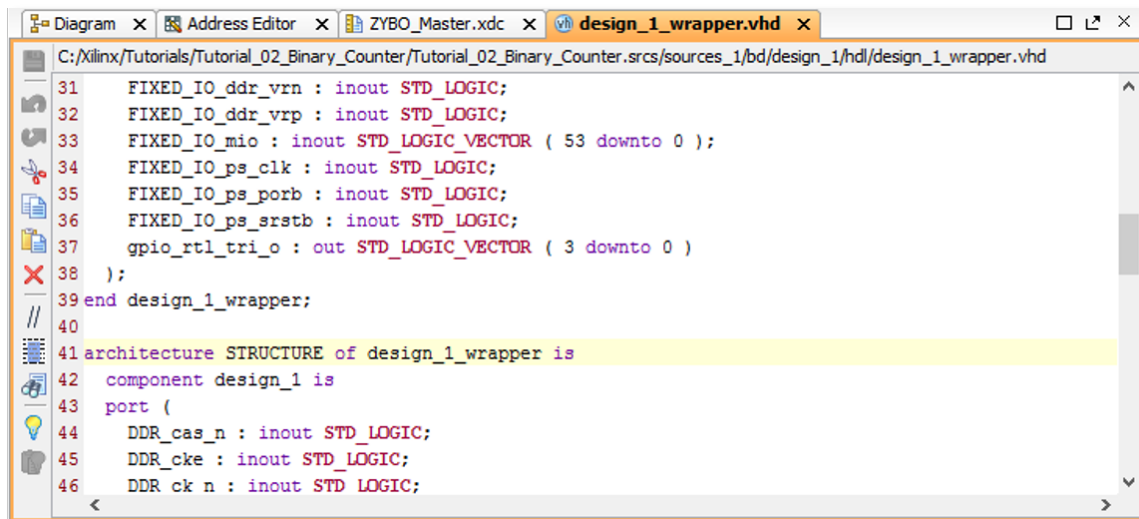 Diagram × Address Editor × ZYBO_Master.xdc × design_1_wrapper.vhd ×
C:/Xilinx/Tutorials/Tutorial_02_Binary_Counter/Tutorial_02_Binary_Counter.srcs/sources_1/bd/design_1/hdl/design_1_wrapper.vhd
31 FIXED_IO_ddr_vrn : inout STD_LOGIC;
32 FIXED_IO_ddr_vrp : inout STD_LOGIC;
33 FIXED_IO_mio : inout STD_LOGIC_VECTOR ( 53 downto 0 );
34 FIXED_IO_ps_clk : inout STD_LOGIC;
35 FIXED_IO_ps_porb : inout STD_LOGIC;
36 FIXED_IO_ps_srstb : inout STD_LOGIC;
37 gpio_rtl_tri_o : out STD_LOGIC_VECTOR ( 3 downto 0 )
38 );
39 end design_1_wrapper;
40
41 architecture STRUCTURE of design_1_wrapper is
42 component design_1 is
43 port (
44 DDR_cas_n : inout STD_LOGIC;
45 DDR_cke : inout STD_LOGIC;
46 DDR_ck_n : inout STD_LOGIC;